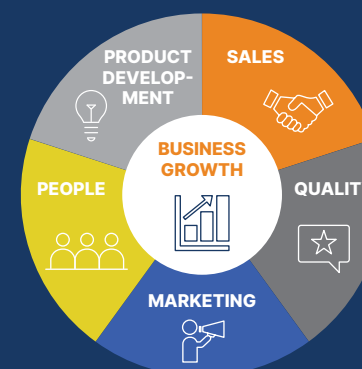 PRODUCT
DEVELOP-
MENT
SALES
BUSINESS
GROWTH
PEOPLE
QUALIT
MARKETING